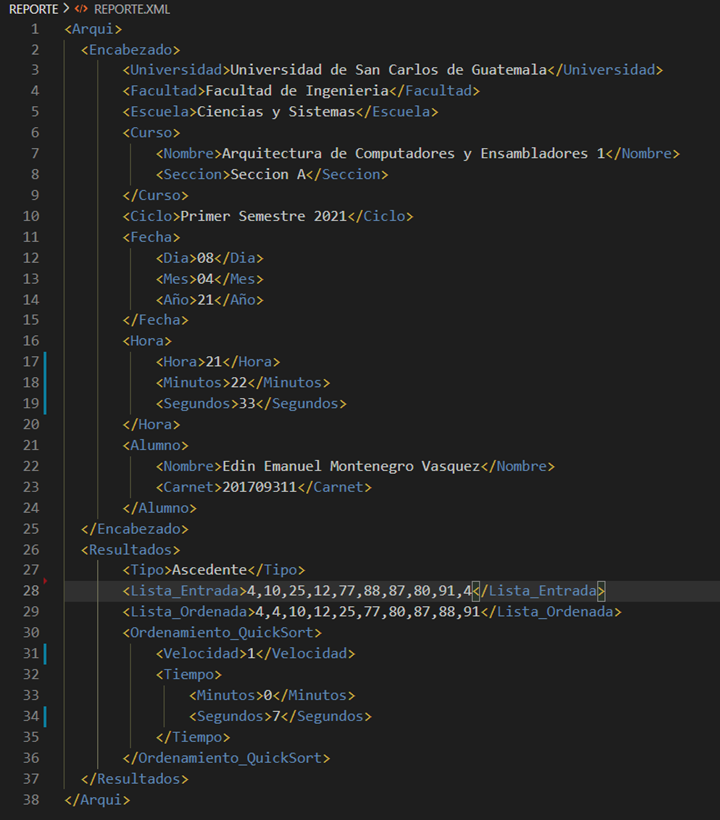 REPORTE > REPORTE.XML
1 <Arqui>
2 <Encabezado>
3 <Universidad>Universidad de San Carlos de Guatemala</Universidad>
4 <Facultad>Facultad de Ingenieria</Facultad>
5 <Escuela>Ciencias y Sistemas</Escuela>
6 <Curso>
7 <Nombre>Arquitectura de Computadores y Ensambladores 1</Nombre>
8 <Seccion>Seccion A</Seccion>
9 </Curso>
10 <Ciclo>Primer Semestre 2021</Ciclo>
11 <Fecha>
12 <Dia>08</Dia>
13 <Mes>04</Mes>
14 <Año>21</Año>
15 </Fecha>
16 <Hora>
17 <Hora>21</Hora>
18 <Minutos>22</Minutos>
19 <Segundos>33</Segundos>
20 </Hora>
21 <Alumno>
22 <Nombre>Edin Emanuel Montenegro Vasquez</Nombre>
23 <Carnet>201709311</Carnet>
24 </Alumno>
25 </Encabezado>
26 <Resultados>
27 <Tipo>Ascedente</Tipo>
28 <Lista_Entrada>4,10,25,12,77,88,87,80,91,4</Lista_Entrada>
29 <Lista_Ordenada>4,4,10,12,25,77,80,87,88,91</Lista_Ordenada>
30 <Ordenamiento_QuickSort>
31 <Velocidad>1</Velocidad>
32 <Tiempo>
33 <Minutos>0</Minutos>
34 <Segundos>7</Segundos>
35 </Tiempo>
36 </Ordenamiento_QuickSort>
37 </Resultados>
38 </Arqui>